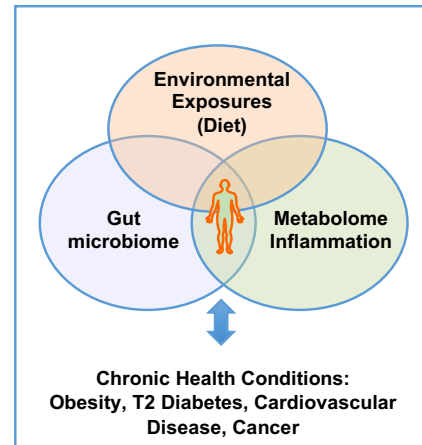 Environmental
Exposures
(Diet)
Gut
microbiome
Metabolome
Inflammation
Chronic Health Conditions:
Obesity, T2 Diabetes, Cardiovascular
Disease, Cancer